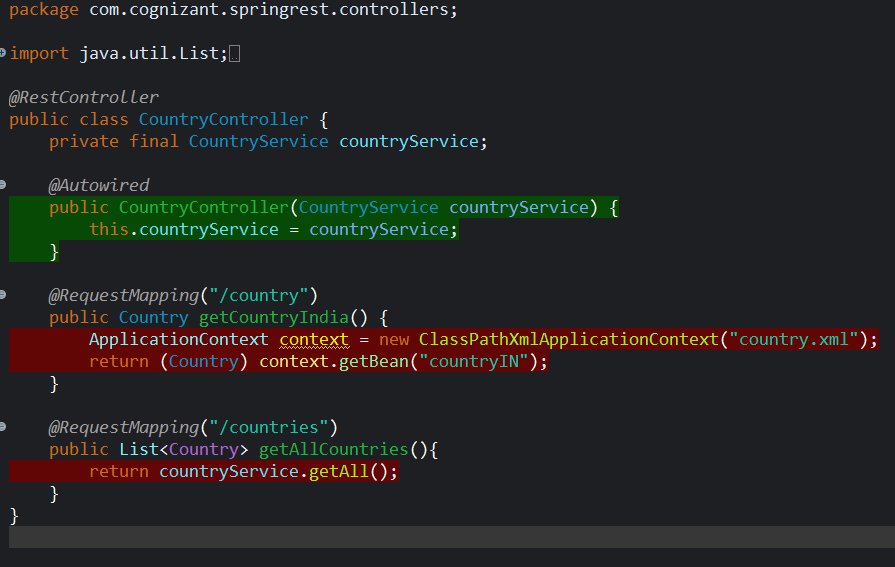 package com.cognizant.springrest.controllers;
import java.util.List;
@RestController
public class CountryController {
    private final CountryService countryService;
    @Autowired
    public CountryController(CountryService countryService) {
        this.countryService = countryService;
    }
    @RequestMapping("/country")
    public Country getCountryIndia() {
        ApplicationContext context = new ClassPathXmlApplicationContext("country.xml");
        return (Country) context.getBean("countryIN");
    }
    @RequestMapping("/countries")
    public List<Country> getAllCountries(){
        return countryService.getAll();
    }
}